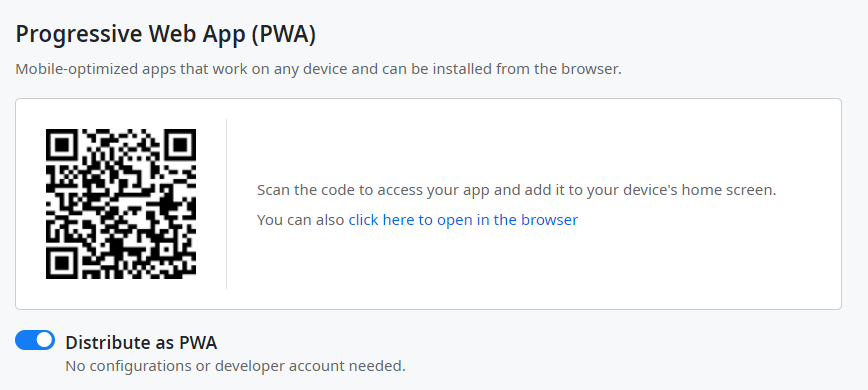 Progressive Web App (PWA)
Mobile-optimized apps that work on any device and can be installed from the browser.
Scan the code to access your app and add it to your device's home screen.
You can also click here to open in the browser
Distribute as PWA
No configurations or developer account needed.